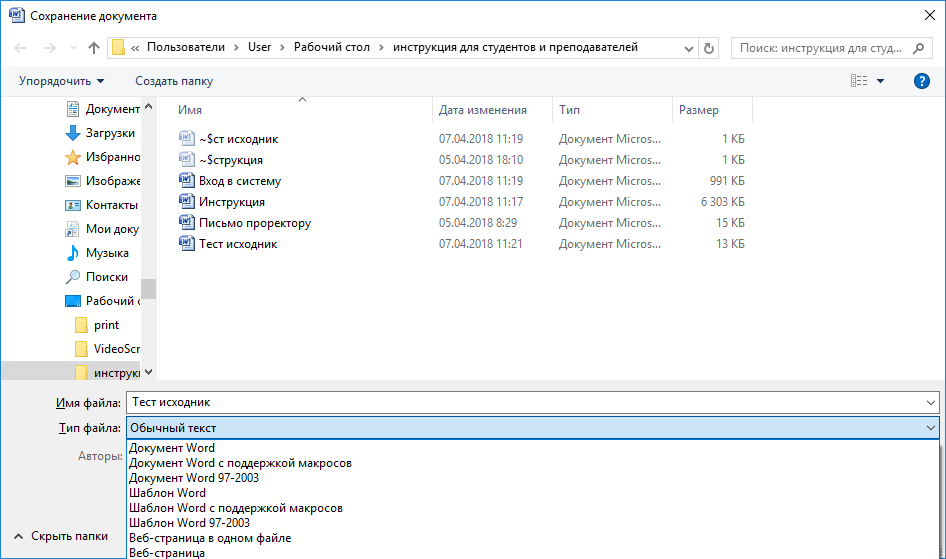 Сохранение документа
« Пользователи > User > Рабочий стол > инструкция для студентов и преподавателей
Поиск: инструкция для студ...
Упорядочить
Создать папку
?
Документ
Загрузки
Избранно
Изображе
Контакты
Мои доку
Музыка
Поиски
Рабочий с
print
VideoScr
инструкц
Имя Дата изменения Тип Размер
~$ст исходник 07.04.2018 11:19 Документ Micros... 1 КБ
~$струкция 05.04.2018 18:10 Документ Micros... 1 КБ
Вход в систему 07.04.2018 11:19 Документ Micros... 991 КБ
Инструкция 07.04.2018 11:17 Документ Micros... 6 303 КБ
Письмо проректору 05.04.2018 8:29 Документ Micros... 15 КБ
Тест исходник 07.04.2018 11:21 Документ Micros... 13 КБ
Имя файла: Тест исходник
Тип файла: Обычный текст
Авторы:
Документ Word
Документ Word с поддержкой макросов
Документ Word 97-2003
Шаблон Word
Шаблон Word с поддержкой макросов
Шаблон Word 97-2003
Веб-страница в одном файле
Веб-страница
Скрыть папки